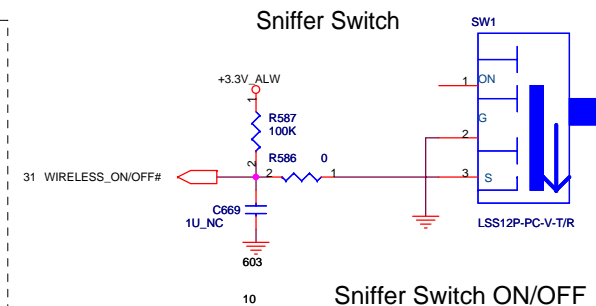 Sniffer Switch
SW1
+3.3V_ALW
1
R587
100K
2
R586
0
31 WIRELESS_ON/OFF#
2
1
C669
1U_NC
603
10
1
ON
G
2
3
S
LSS12P-PC-V-T/R
Sniffer Switch ON/OFF